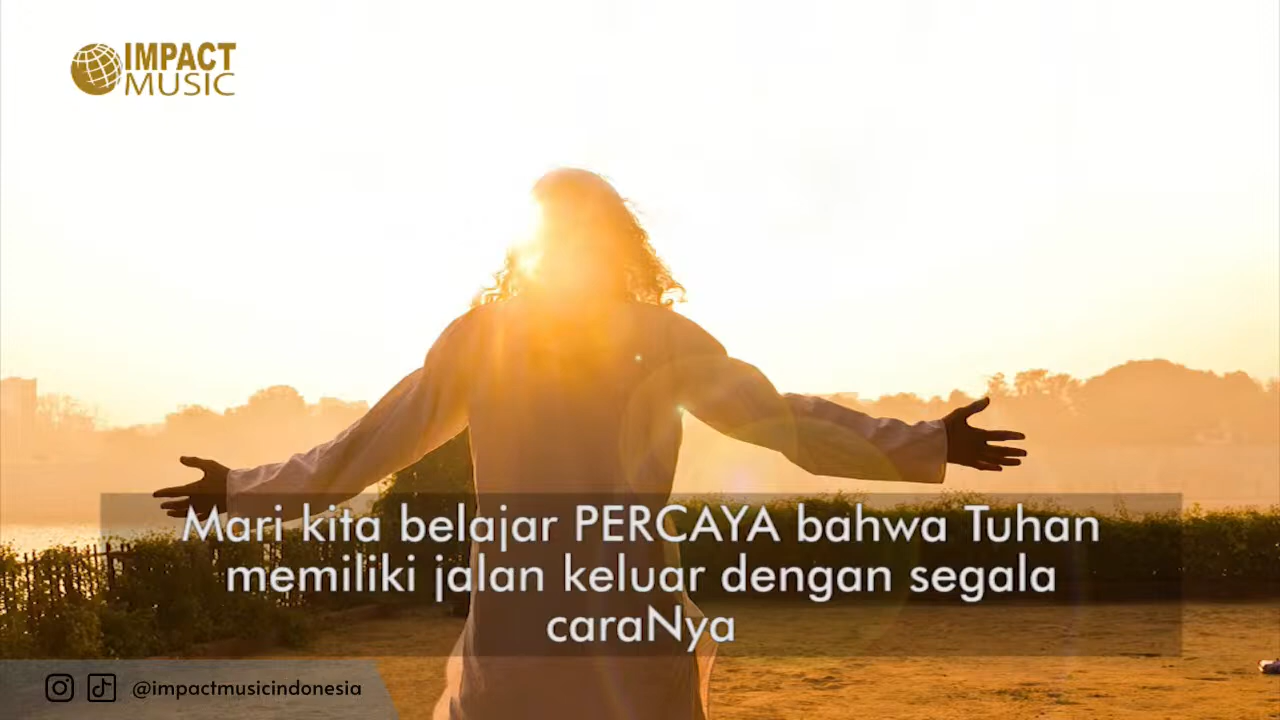 IMPACT
MUSIC
Mari kita belajar PERCAYA bahwa Tuhan
memiliki jalan keluar dengan segala
caraNya
@impactmusicindonesia